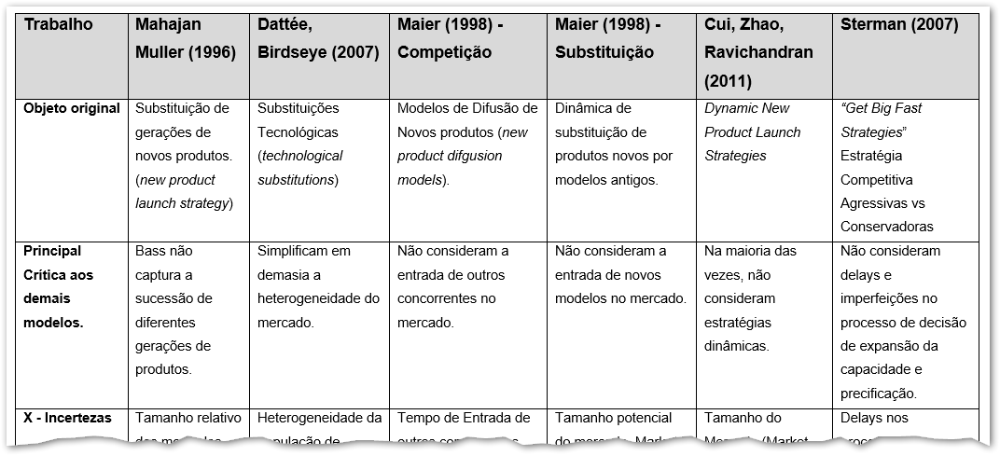 Trabalho
Mahajan
Muller (1996)
Dattée,
Birdseye (2007)
Maier (1998) -
Competição
Maier (1998) -
Substituição
Cui, Zhao,
Ravichandran
(2011)
Sterman (2007)
Objeto original
Substituição de
gerações de
novos produtos.
(new product
launch strategy)
Substituições
Tecnológicas
(technological
substitutions)
Modelos de Difusão de
Novos produtos (new
product difgusion
models).
Dinâmica de
substituição de
produtos novos por
modelos antigos.
Dynamic New
Product Launch
Strategies
“Get Big Fast
Strategies”
Estratégia
Competitiva
Agressivas vs
Conservadoras
Principal
Crítica aos
demais
modelos.
Bass não
captura a
sucessão de
diferentes
gerações de
produtos.
Simplificam em
demasia a
heterogeneidade do
mercado.
Não consideram a
entrada de outros
concorrentes no
mercado.
Não consideram a
entrada de novos
modelos no mercado.
Na maioria das
vezes, não
consideram
estratégias
dinâmicas.
Não consideram
delays e
imperfeições no
processo de decisão
de expansão da
capacidade e
precificação.
X - Incertezas
Tamanho relativo
Heterogeneidade da
população de
Tempo de Entrada de
Tamanho potencial
Tamanho do
Delays nos